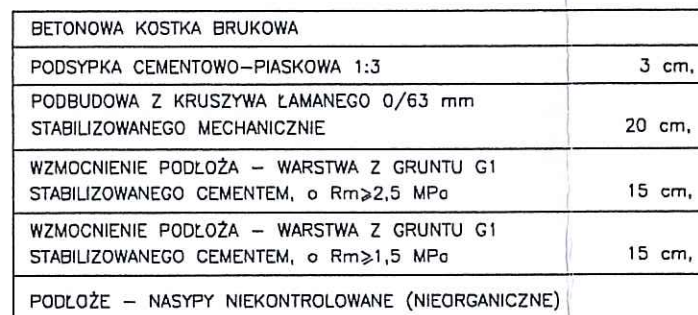 BETONOWA KOSTKA BRUKOWA
PODSYPKA CEMENTOWO-PIASKOWA 1:3 3 cm,
PODBUDOWA Z KRUSZYWA ŁAMANEGO 0/63 mm
STABILIZOWANEGO MECHANICZNIE 20 cm,
WZMOCNIENIE PODŁOŻA – WARSTWA Z GRUNTU G1
STABILIZOWANEGO CEMENTEM, o Rm⩾2,5 MPa 15 cm,
WZMOCNIENIE PODŁOŻA – WARSTWA Z GRUNTU G1
STABILIZOWANEGO CEMENTEM, o Rm⩾1,5 MPa 15 cm,
PODŁOŻE – NASYPY NIEKONTROLOWANE (NIEORGANICZNE)